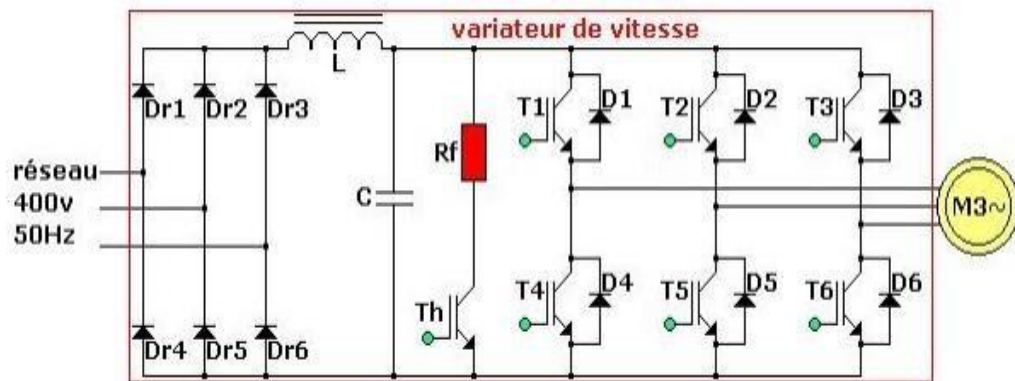 variateur de vitesse
L
Dr1 Dr2 Dr3
T1 D1 T2 D2 T3 D3
Rf
réseau
400v
50Hz
C
M3~
Th
T4 D4 T5 D5 T6 D6
Dr4 Dr5 Dr6